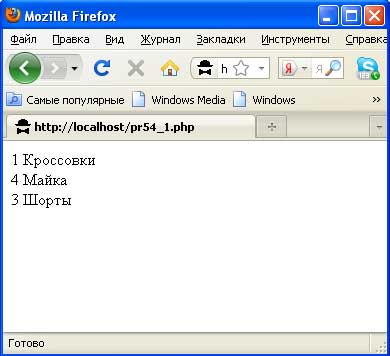 Mozilla Firefox
Файл Правка Вид Журнал Закладки Инструменты Справка
h Я я
Самые популярные Windows Media Windows
http://localhost/pr54_1.php
1 Кроссовки
4 Майка
3 Шорты
Готово